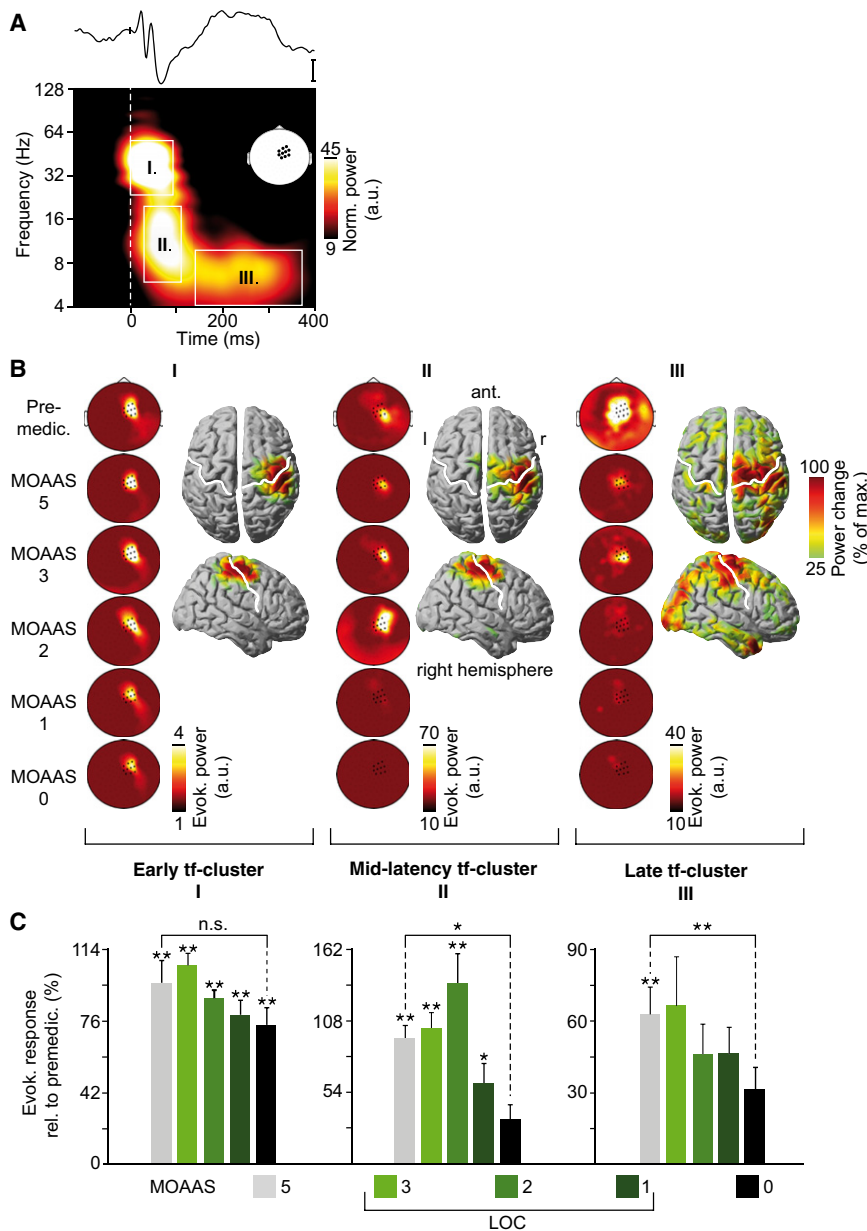 A
128
64
32
16
8
4
Frequency (Hz)
I.
II.
III.
45
9
Norm. power
(a.u.)
0
200
400
Time (ms)
B
I
II
III
Pre-
medic.
MOAAS
5
MOAAS
3
MOAAS
2
MOAAS
1
MOAAS
0
ant.
l
r
right hemisphere
100
25
Power change
(% of max.)
4
1
Evok. power
(a.u.)
70
10
Evok. power
(a.u.)
40
10
Evok. power
(a.u.)
Early tf-cluster
I
Mid-latency tf-cluster
II
Late tf-cluster
III
C
Evok. response
rel. to premedic. (%)
114
76
42
0
n.s.
** ** ** ** **
162
108
54
*
** ** ** *
90
60
30
**
**
MOAAS 5 3 2 1 0
LOC